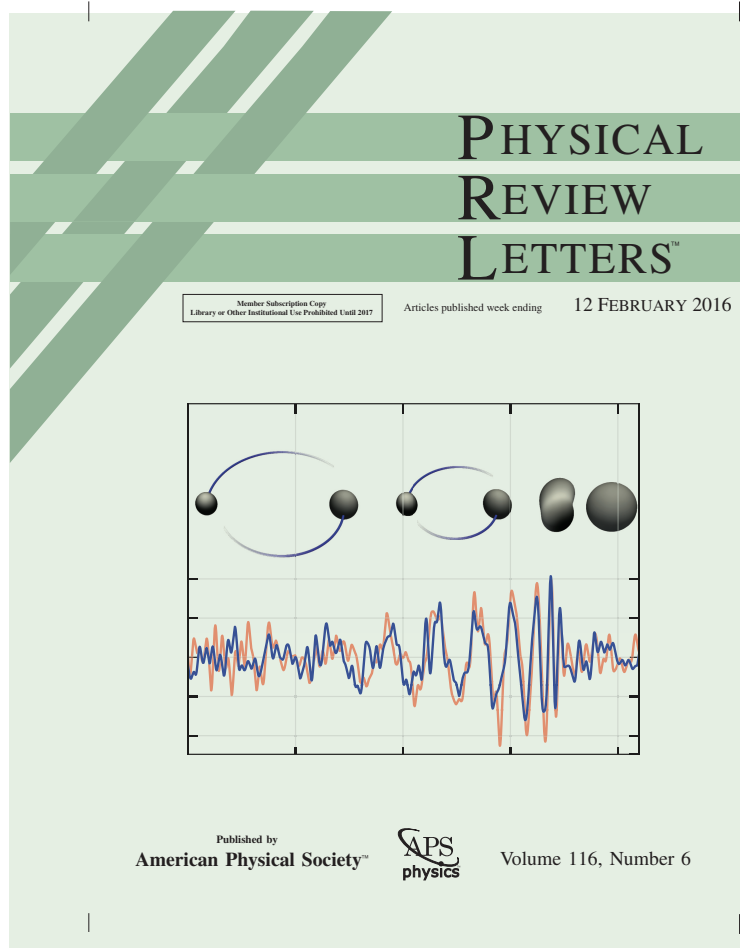 PHYSICAL
REVIEW
LETTERS™
Member Subscription Copy
Library or Other Institutional Use Prohibited Until 2017
Articles published week ending
12 FEBRUARY 2016
Published by
American Physical Society™
APS
physics
Volume 116, Number 6